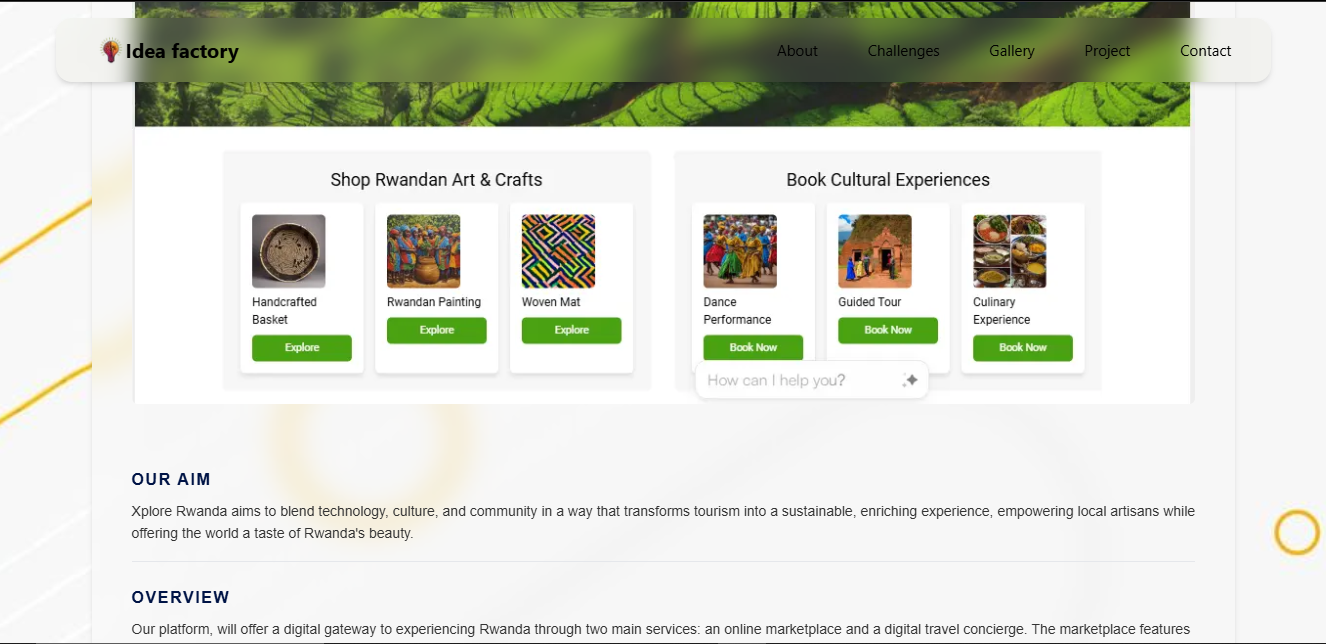 Idea factory
About
Challenges
Gallery
Project
Contact
Shop Rwandan Art & Crafts
Handcrafted
Basket
Explore
Rwandan Painting
Explore
Woven Mat
Explore
Book Cultural Experiences
Dance
Performance
Book Now
Guided Tour
Book Now
Culinary
Experience
Book Now
How can I help you?
OUR AIM
Xplore Rwanda aims to blend technology, culture, and community in a way that transforms tourism into a sustainable, enriching experience, empowering local artisans while
offering the world a taste of Rwanda's beauty.
OVERVIEW
Our platform, will offer a digital gateway to experiencing Rwanda through two main services: an online marketplace and a digital travel concierge. The marketplace features